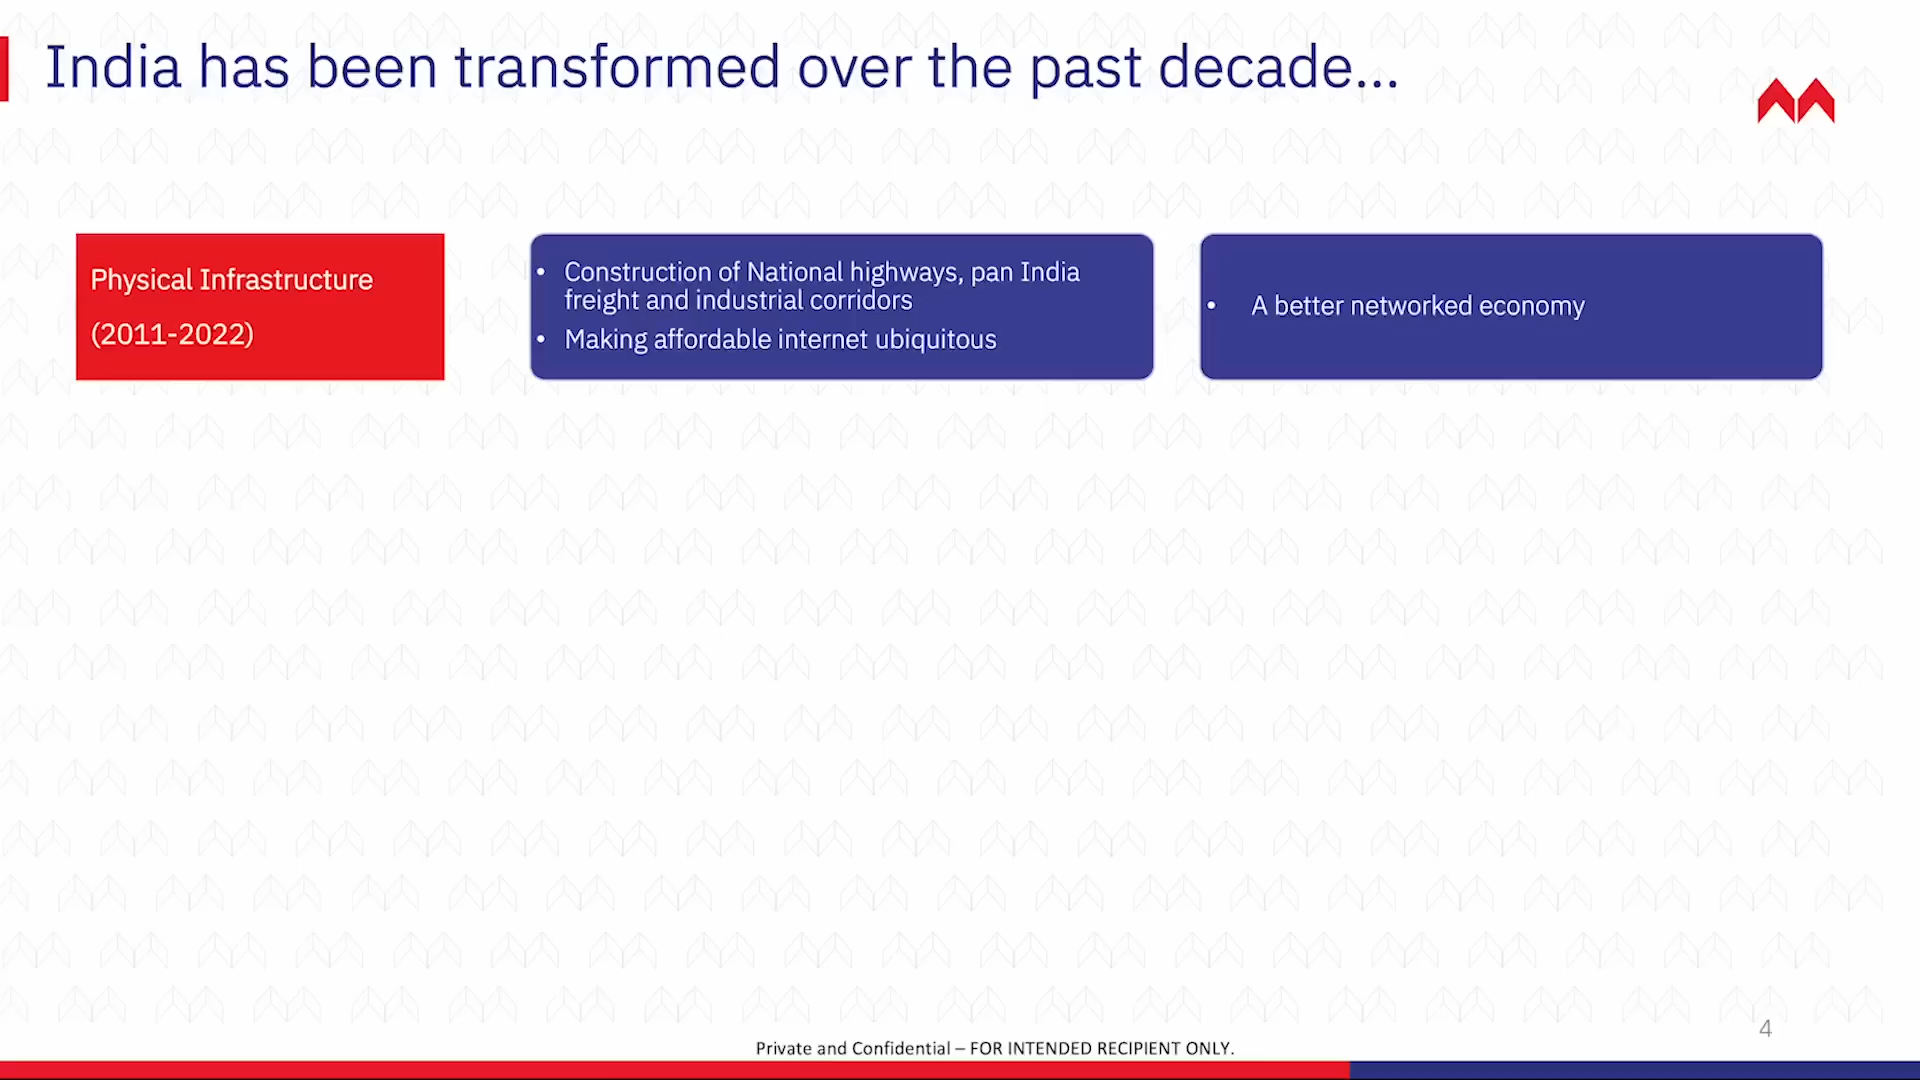 India has been transformed over the past decade...
Physical Infrastructure
(2011-2022)
• Construction of National highways, pan India
freight and industrial corridors
• Making affordable internet ubiquitous
• A better networked economy
4
Private and Confidential – FOR INTENDED RECIPIENT ONLY.